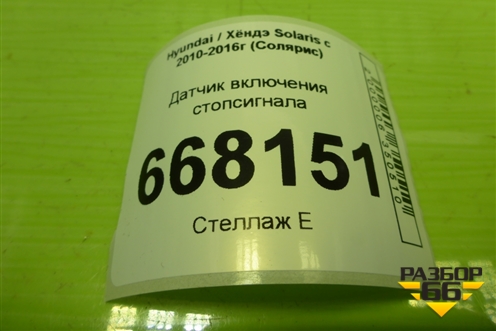 Hyundai / Хёндэ Solaris с
2010-2016г (Солярис)
Датчик включения
стопсигнала
668151
Стеллаж Е
РАЗБОР
66